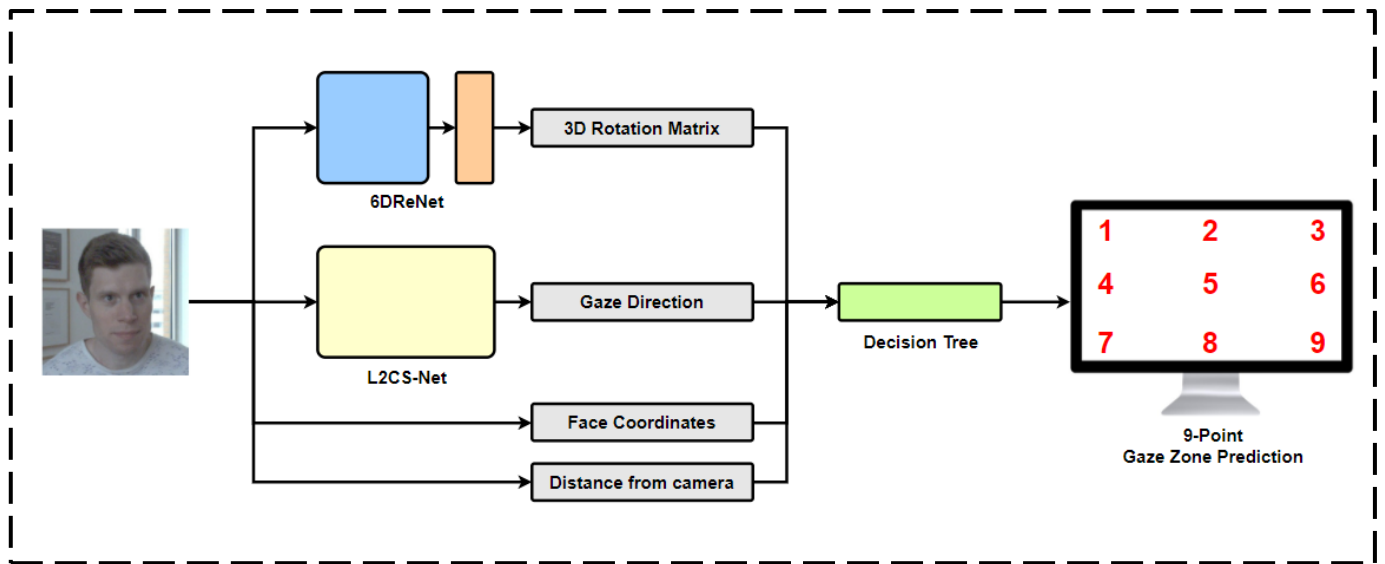 3D Rotation Matrix
6DReNet
1 2 3
4 5 6
7 8 9
Gaze Direction
Decision Tree
L2CS-Net
Face Coordinates
Distance from camera
9-Point
Gaze Zone Prediction